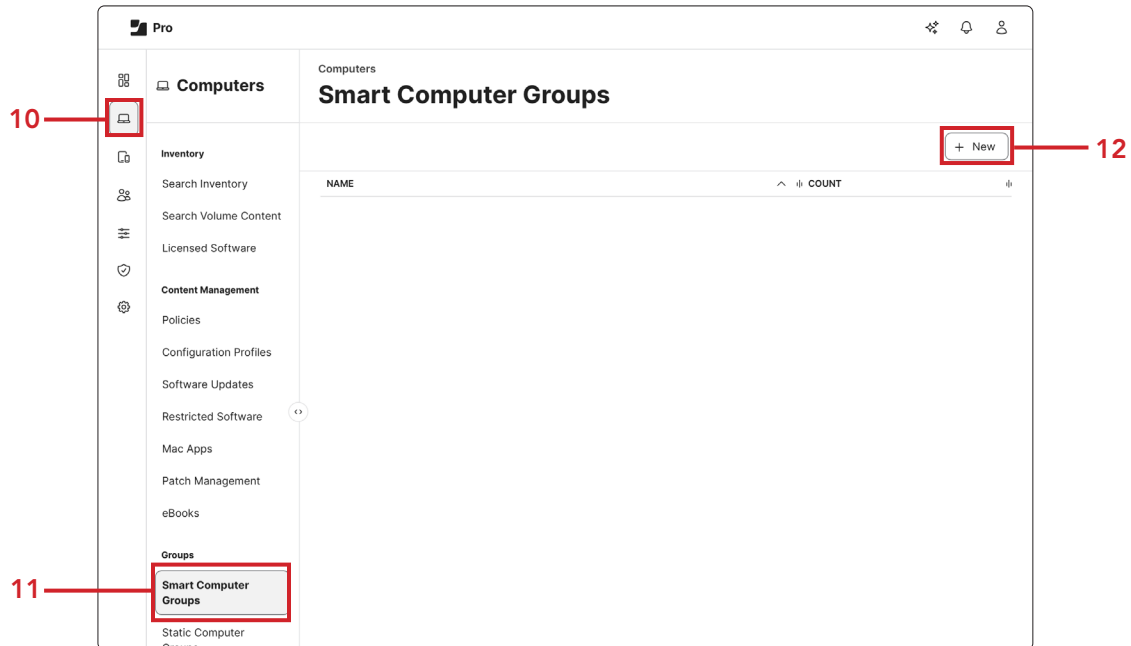 Pro
Computers
Computers
Smart Computer Groups
10
12
+ New
Inventory
NAME
COUNT
Search Inventory
Search Volume Content
Licensed Software
Content Management
Policies
Configuration Profiles
Software Updates
Restricted Software
Mac Apps
Patch Management
eBooks
Groups
11
Smart Computer
Groups
Static Computer